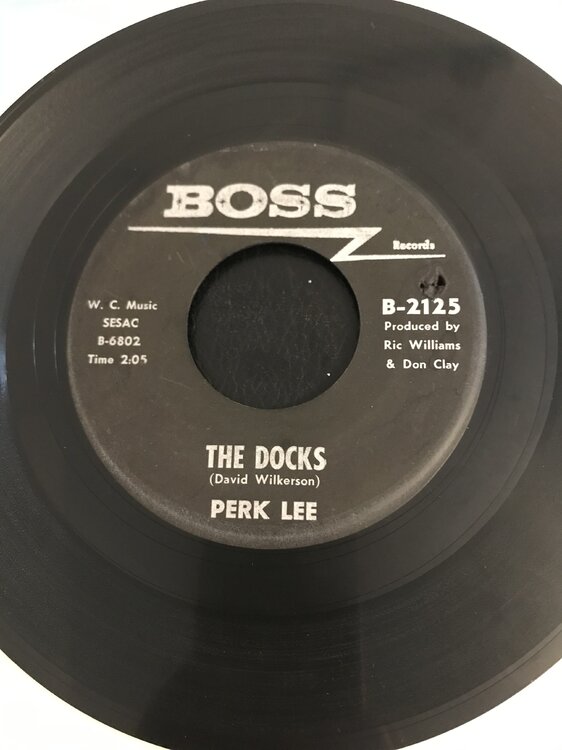 BOSS
Records
W. C. Music
SESAC
B-6802
Time 2:05
B-2125
Produced by
Ric Williams
& Don Clay
THE DOCKS
(David Wilkerson)
PERK LEE